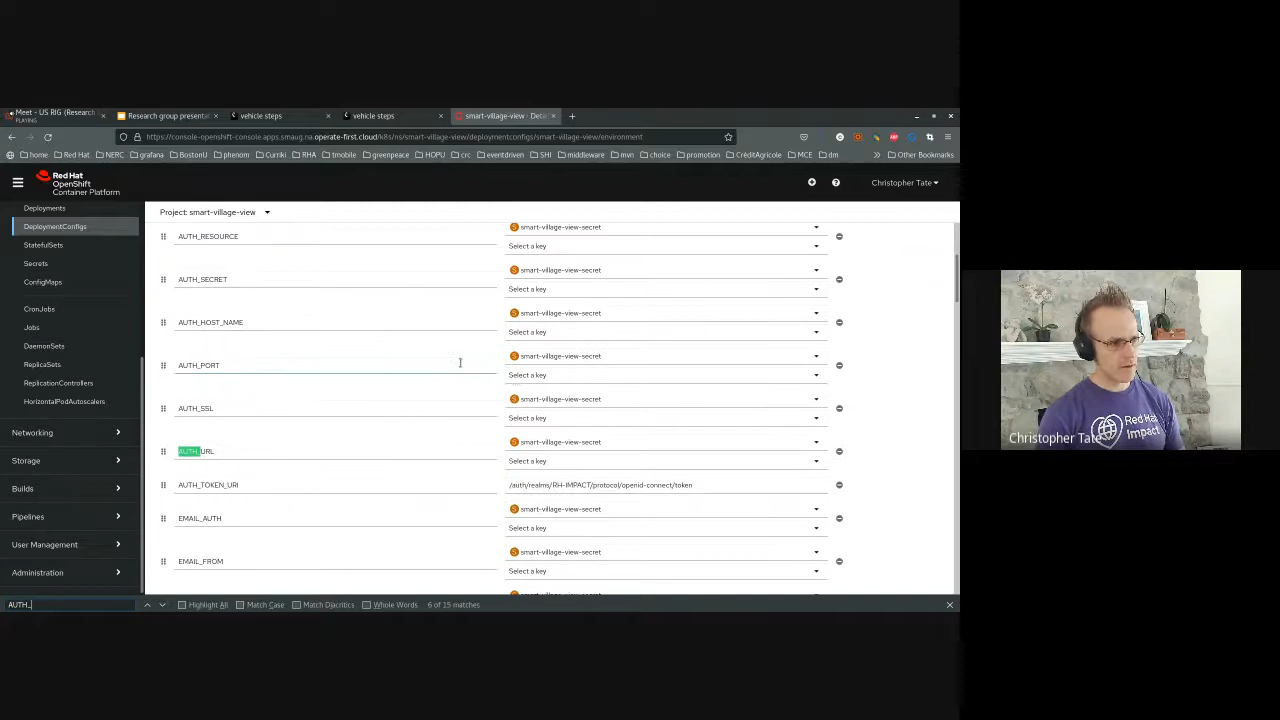 Meet - US RIG (Research
PLAYING
Research group presentat
vehicle steps
vehicle steps
smart-village-view · Deta
https://console-openshift-console.apps.smaug.na.operate-first.cloud/k8s/ns/smart-village-view/deploymentconfigs/smart-village-view/environment
home
Red Hat
NERC
grafana
BostonU
phenom
Curriki
RHA
tmobile
greenpeace
HOPU
crc
eventdriven
SHI
middleware
mvn
choice
promotion
CréditAgricole
MCE
dm
Other Bookmarks
Red Hat
OpenShift
Container Platform
Christopher Tate
Deployments
DeploymentConfigs
StatefulSets
Secrets
ConfigMaps
CronJobs
Jobs
DaemonSets
ReplicaSets
ReplicationControllers
HorizontalPodAutoscalers
Networking
Storage
Builds
Pipelines
User Management
Administration
Project: smart-village-view
smart-village-view-secret
AUTH_RESOURCE
Select a key
smart-village-view-secret
AUTH_SECRET
Select a key
smart-village-view-secret
AUTH_HOST_NAME
Select a key
smart-village-view-secret
AUTH_PORT
Select a key
smart-village-view-secret
AUTH_SSL
Select a key
smart-village-view-secret
AUTH_URL
Select a key
AUTH_TOKEN_URI
/auth/realms/RH-IMPACT/protocol/openid-connect/token
smart-village-view-secret
EMAIL_AUTH
Select a key
smart-village-view-secret
EMAIL_FROM
Select a key
AUTH_
Highlight All
Match Case
Match Diacritics
Whole Words
6 of 15 matches
Red Hat
Impact
Christopher Tate